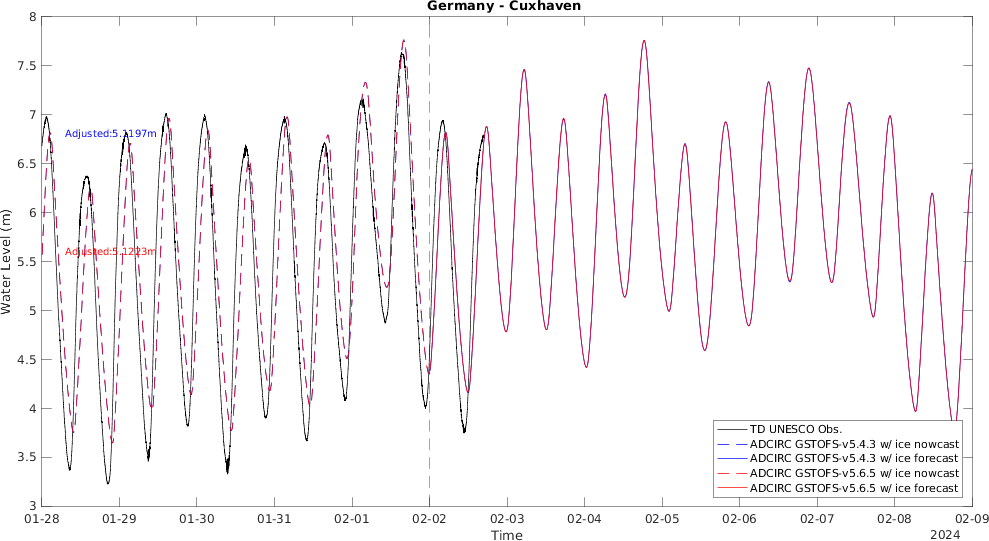 Germany - Cuxhaven
8
7.5
7
6.5
6
5.5
5
4.5
4
3.5
3
Water Level (m)
Adjusted:5.1197m
Adjusted:5.1223m
TD UNESCO Obs.
ADCIRC GSTOFS-v5.4.3 w/ ice nowcast
ADCIRC GSTOFS-v5.4.3 w/ ice forecast
ADCIRC GSTOFS-v5.6.5 w/ ice nowcast
ADCIRC GSTOFS-v5.6.5 w/ ice forecast
01-28 01-29 01-30 01-31 02-01 02-02 02-03 02-04 02-05 02-06 02-07 02-08 02-09
Time
2024